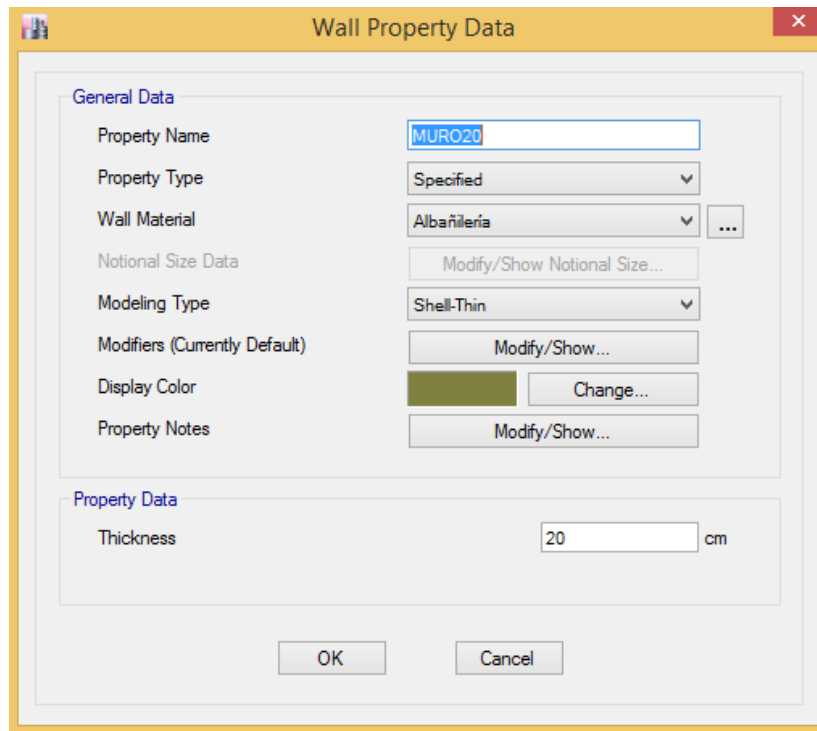 Wall Property Data
General Data
Property Name MURO20
Property Type Specified
Wall Material Albañilería ...
Notional Size Data Modify/Show Notional Size...
Modeling Type Shell-Thin
Modifiers (Currently Default) Modify/Show...
Display Color Change...
Property Notes Modify/Show...
Property Data
Thickness 20 cm
OK Cancel